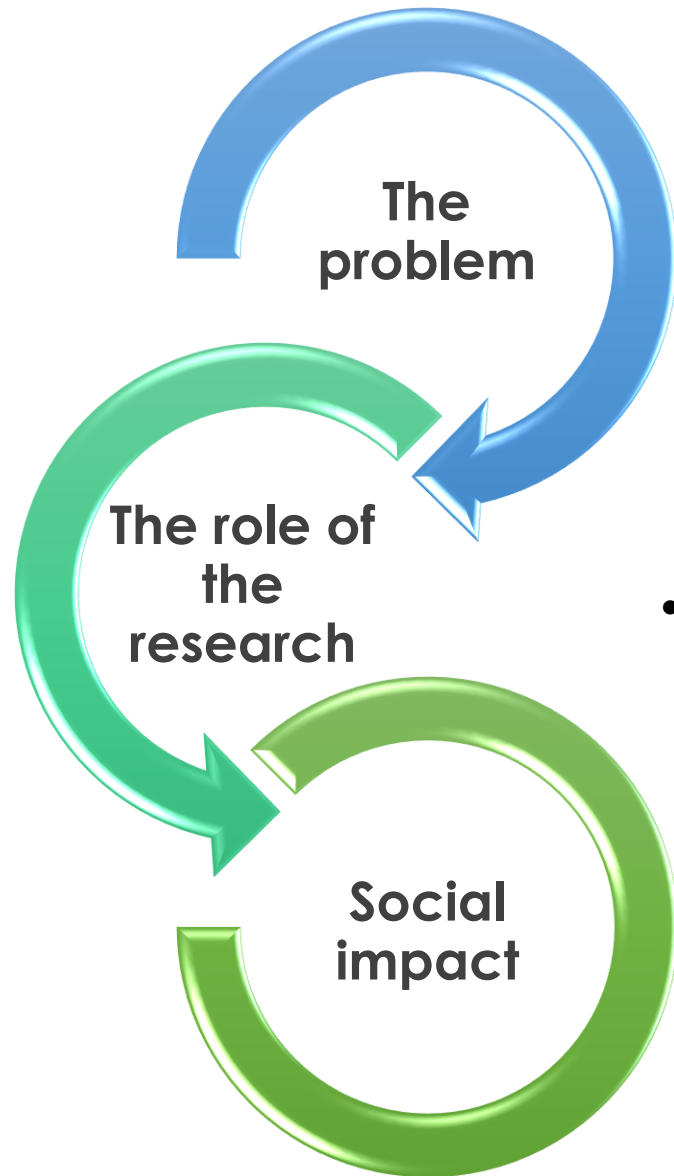 The
problem
The role of
the
research
•
Social
impact